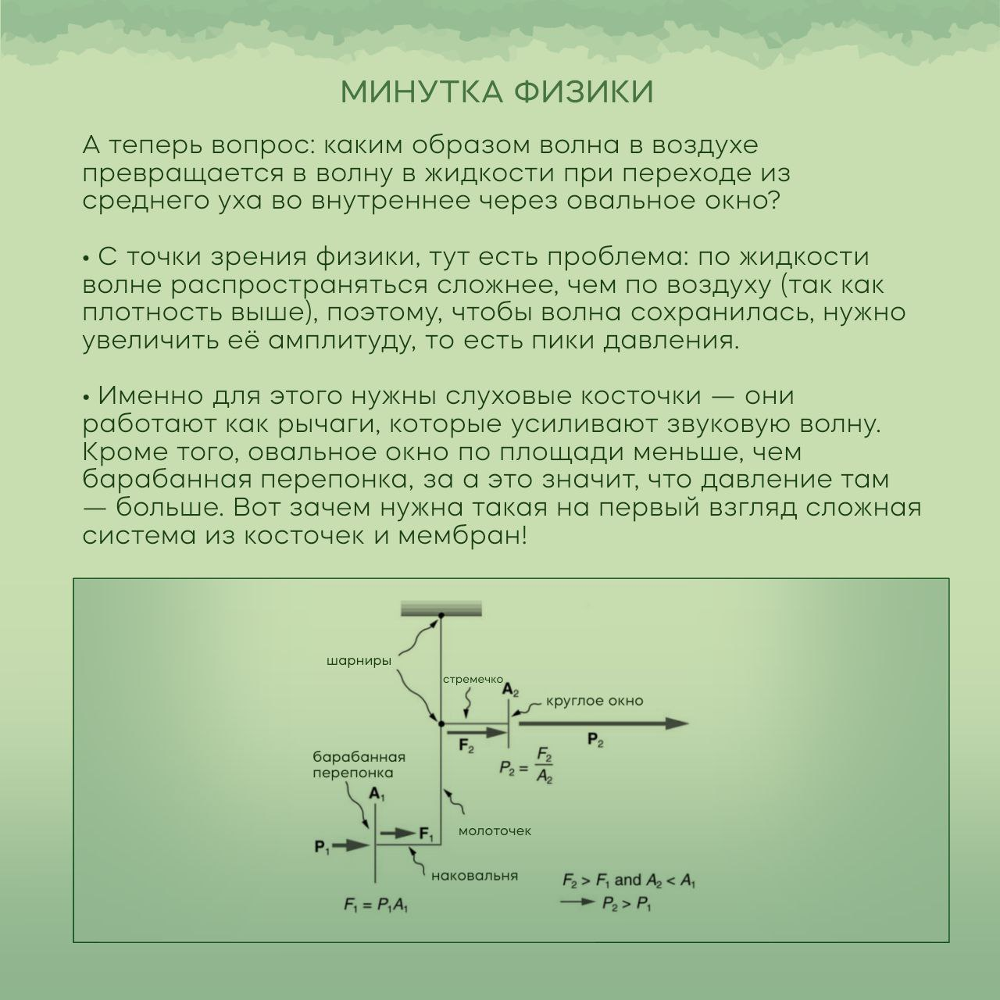 МИНУТКА ФИЗИКИ
А теперь вопрос: каким образом волна в воздухе
превращается в волну в жидкости при переходе из
среднего уха во внутреннее через овальное окно?
• С точки зрения физики, тут есть проблема: по жидкости
волне распространяться сложнее, чем по воздуху (так как
плотность выше), поэтому, чтобы волна сохранилась, нужно
увеличить её амплитуду, то есть пики давления.
• Именно для этого нужны слуховые косточки — они
работают как рычаги, которые усиливают звуковую волну.
Кроме того, овальное окно по площади меньше, чем
барабанная перепонка, за а это значит, что давление там
— больше. Вот зачем нужна такая на первый взгляд сложная
система из косточек и мембран!
шарниры
стремечко
A₂
круглое окно
F₂
P₂
P₂ = F₂/A₂
барабанная
перепонка
A₁
P₁
F₁
молоточек
наковальня
F₁ = P₁A₁
F₂ > F₁ and A₂ < A₁
P₂ > P₁